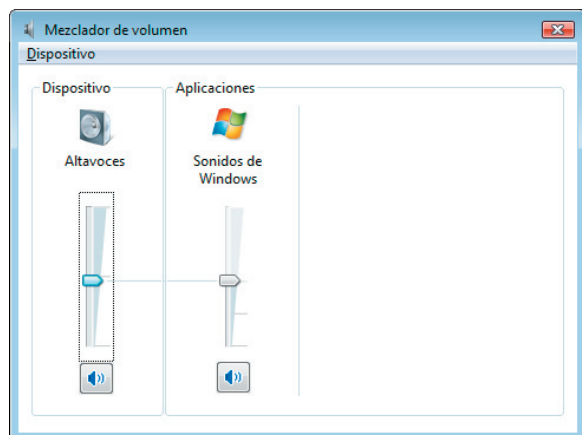 Mezclador de volumen
Dispositivo
Dispositivo
Aplicaciones
Altavoces
Sonidos de
Windows